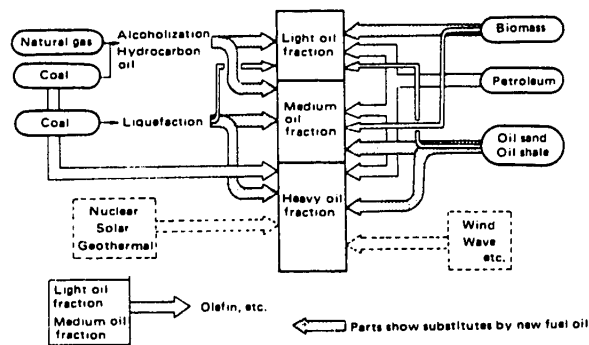 Natural gas
Alcoholization
Hydrocarbon
oil
Coal
Coal
Liquefaction
Nuclear
Solar
Geothermal
Light oil
fraction
Medium
oil
fraction
Heavy oil
fraction
Biomass
Petroleum
Oil sand
Oil shale
Wind
Wave
etc.
Light oil
fraction
Medium oil
fraction
Olefin, etc.
Parts show substitutes by new fuel oil